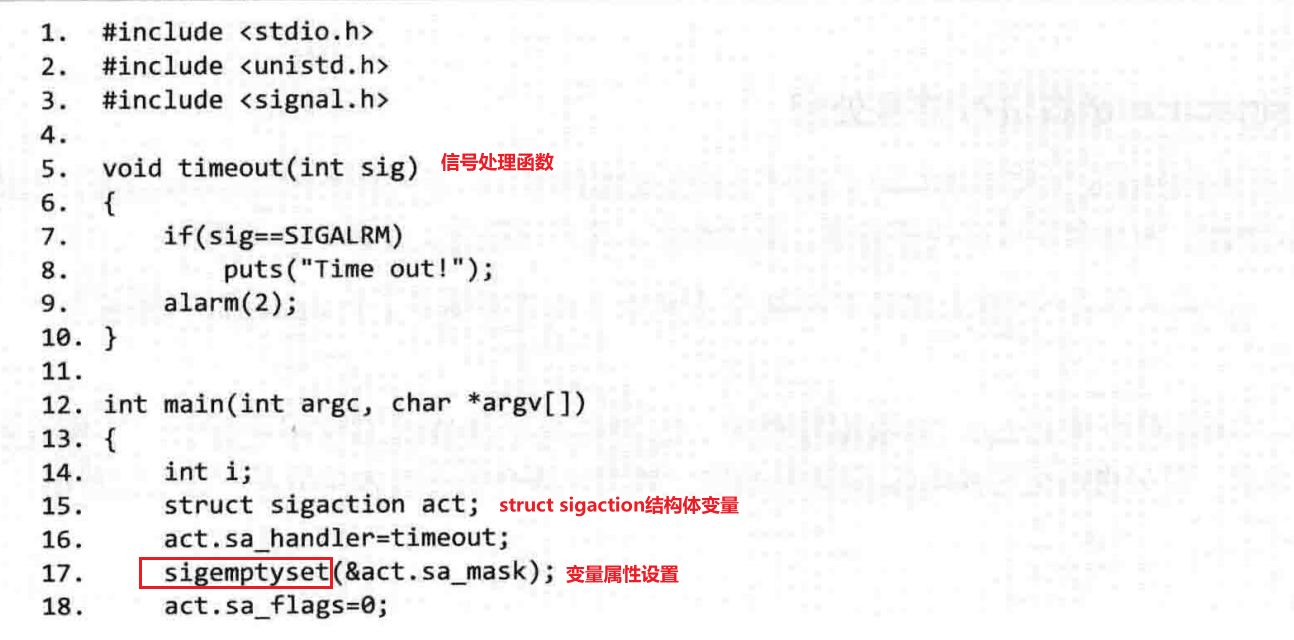 1. #include <stdio.h>
2. #include <unistd.h>
3. #include <signal.h>
4.
5. void timeout(int sig) 信号处理函数
6. {
7. if(sig==SIGALRM)
8. puts("Time out!");
9. alarm(2);
10. }
11.
12. int main(int argc, char *argv[])
13. {
14. int i;
15. struct sigaction act; struct sigaction结构体变量
16. act.sa_handler=timeout;
17. sigemptyset(&act.sa_mask); 变量属性设置
18. act.sa_flags=0;